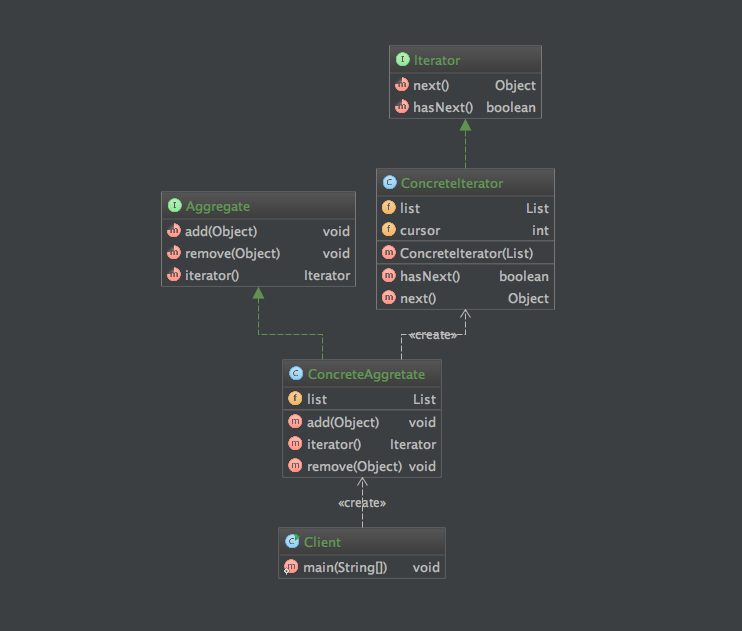 Iterator
next() Object
hasNext() boolean
ConcreteIterator
list List
cursor int
ConcreteIterator(List)
hasNext() boolean
next() Object
Aggregate
add(Object) void
remove(Object) void
iterator() Iterator
«create»
ConcreteAggretate
list List
add(Object) void
iterator() Iterator
remove(Object) void
«create»
Client
main(String[]) void